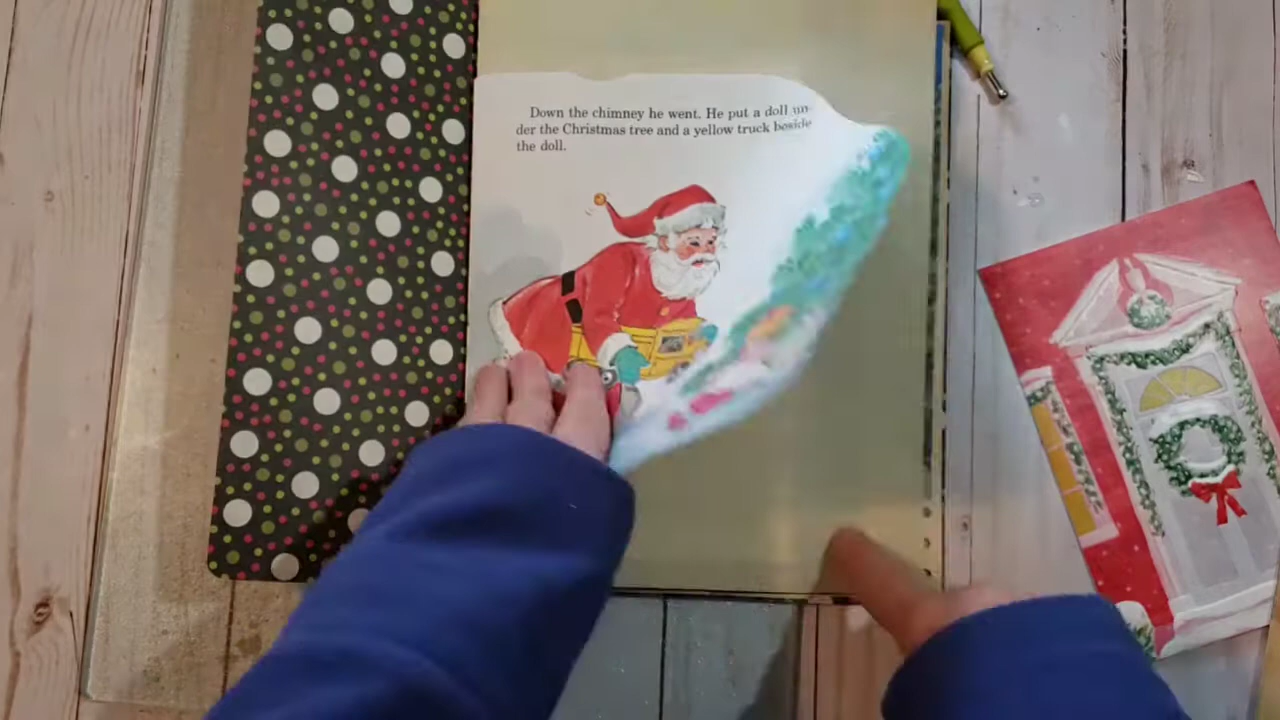 Down the chimney he went. He put a doll un-
der the Christmas tree and a yellow truck beside
the doll.